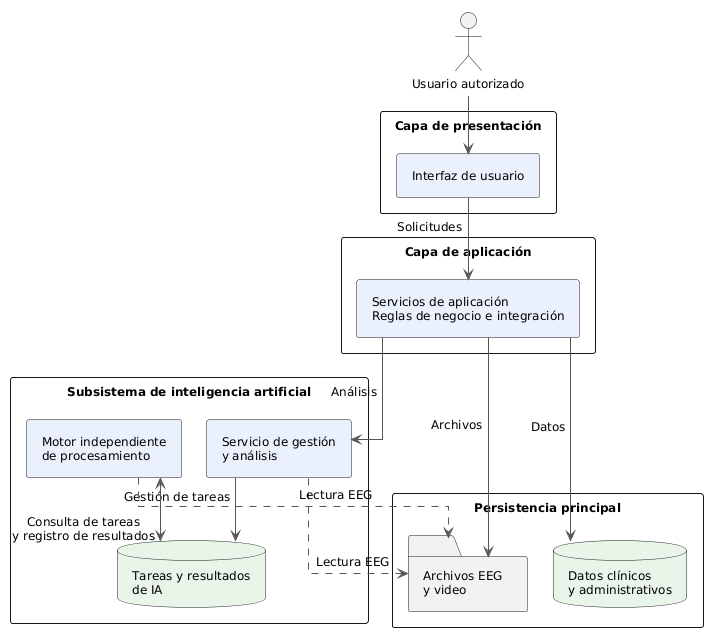 Usuario autorizado
Capa de presentación
Interfaz de usuario
Solicitudes
Capa de aplicación
Servicios de aplicación
Reglas de negocio e integración
Subsistema de inteligencia artificial
Análisis
Archivos
Datos
Motor independiente
de procesamiento
Servicio de gestión
y análisis
Gestión de tareas
Lectura EEG
Consulta de tareas
y registro de resultados
Persistencia principal
Lectura EEG
Tareas y resultados
de IA
Archivos EEG
y video
Datos clínicos
y administrativos